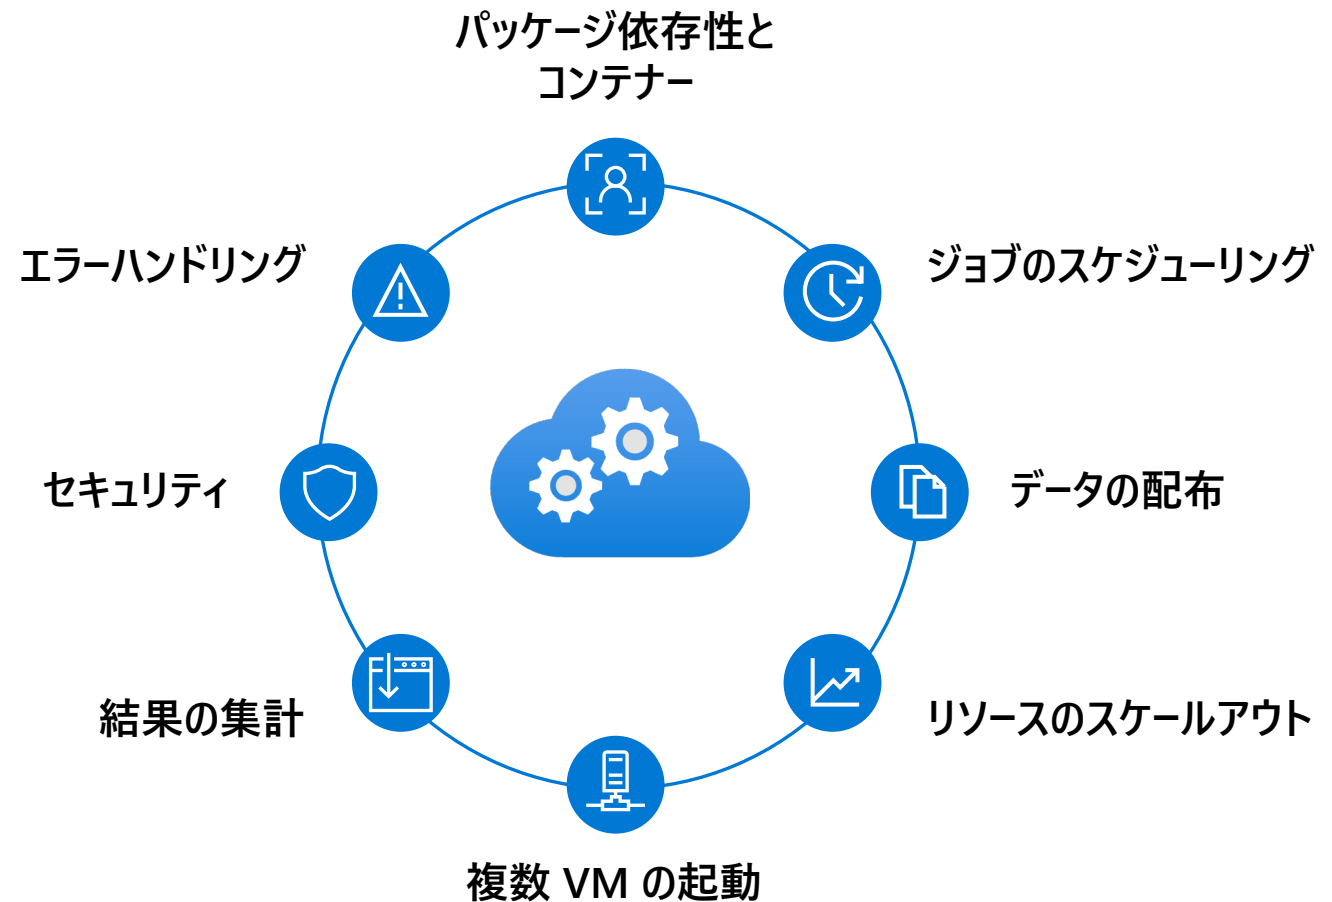 パッケージ依存性と
コンテナー
ジョブのスケジューリング
データの配布
リソースのスケールアウト
複数 VM の起動
結果の集計
セキュリティ
エラーハンドリング